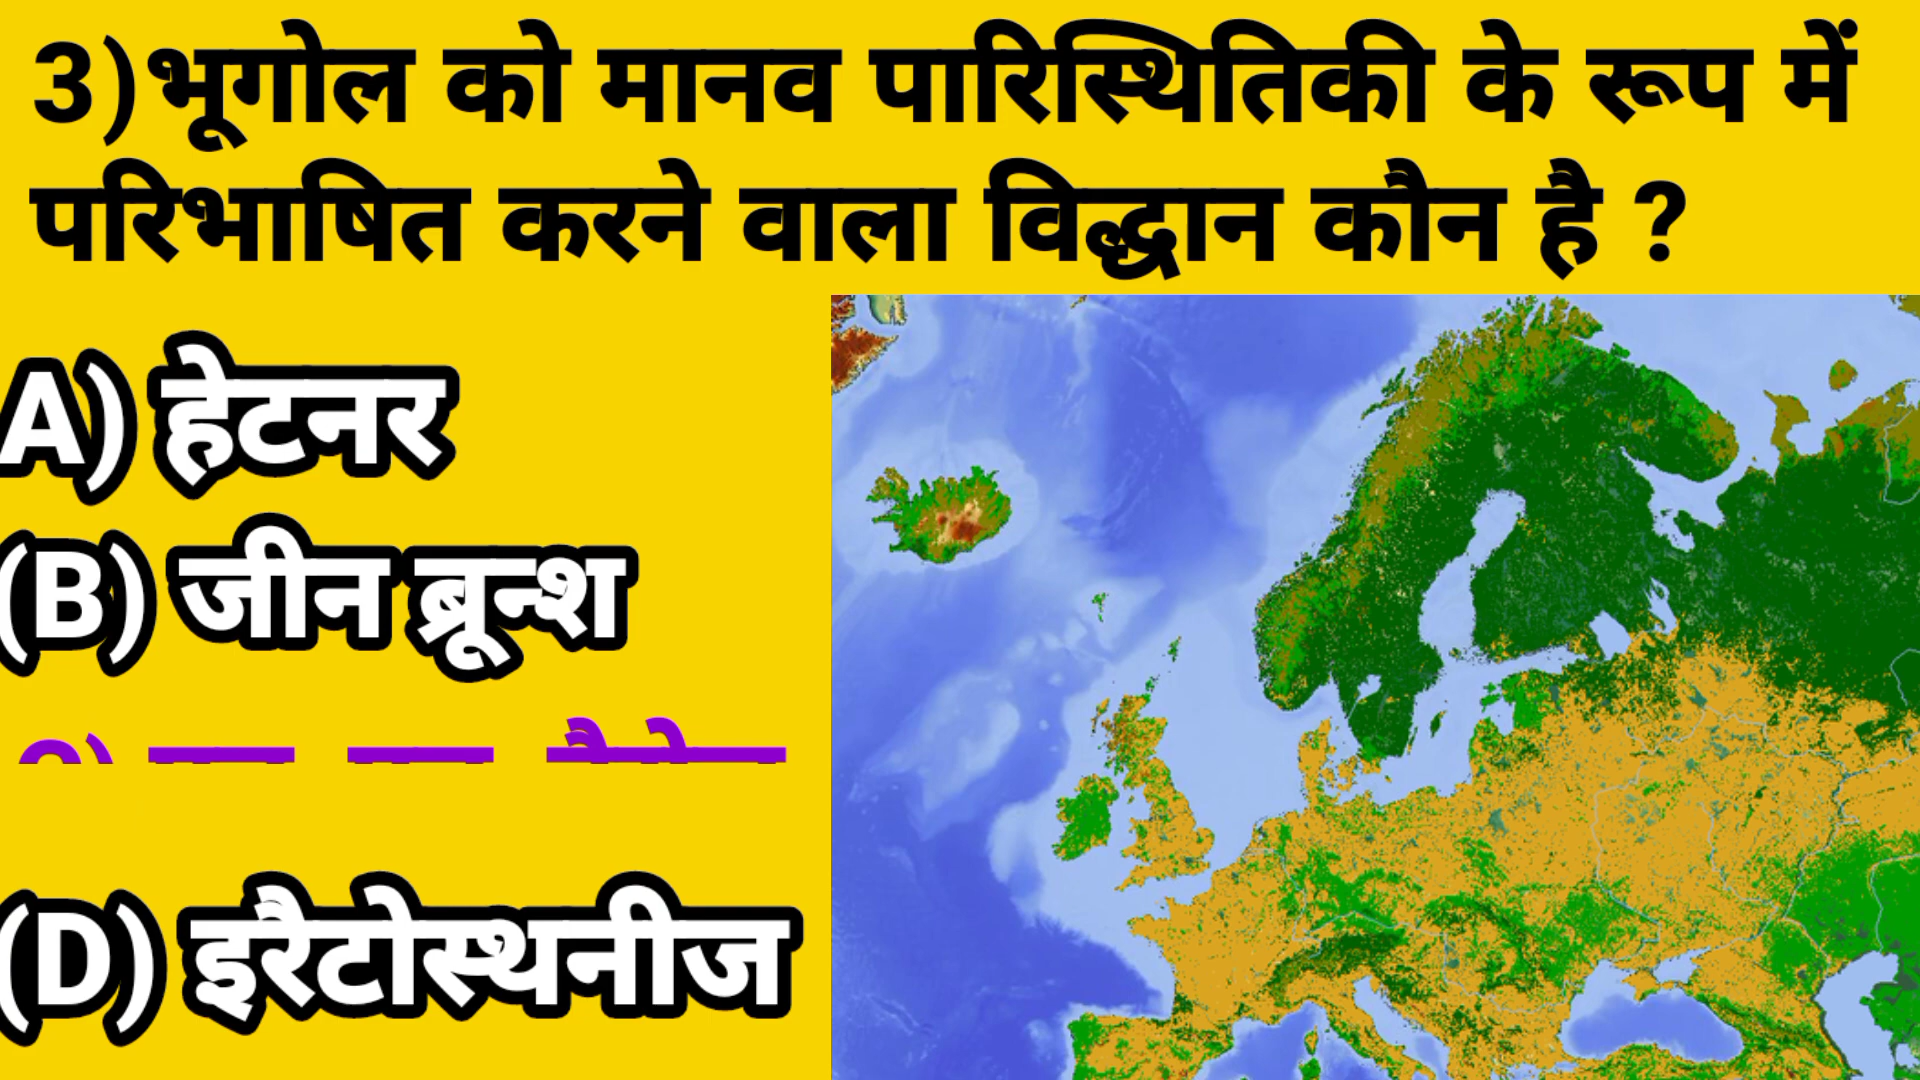 3)भूगोल को मानव पारिस्थितिकी के रूप में
परिभाषित करने वाला विद्धान कौन है ?
A) हेटनर
(B) जीन ब्रून्श
(D) इरैटोस्थनीज